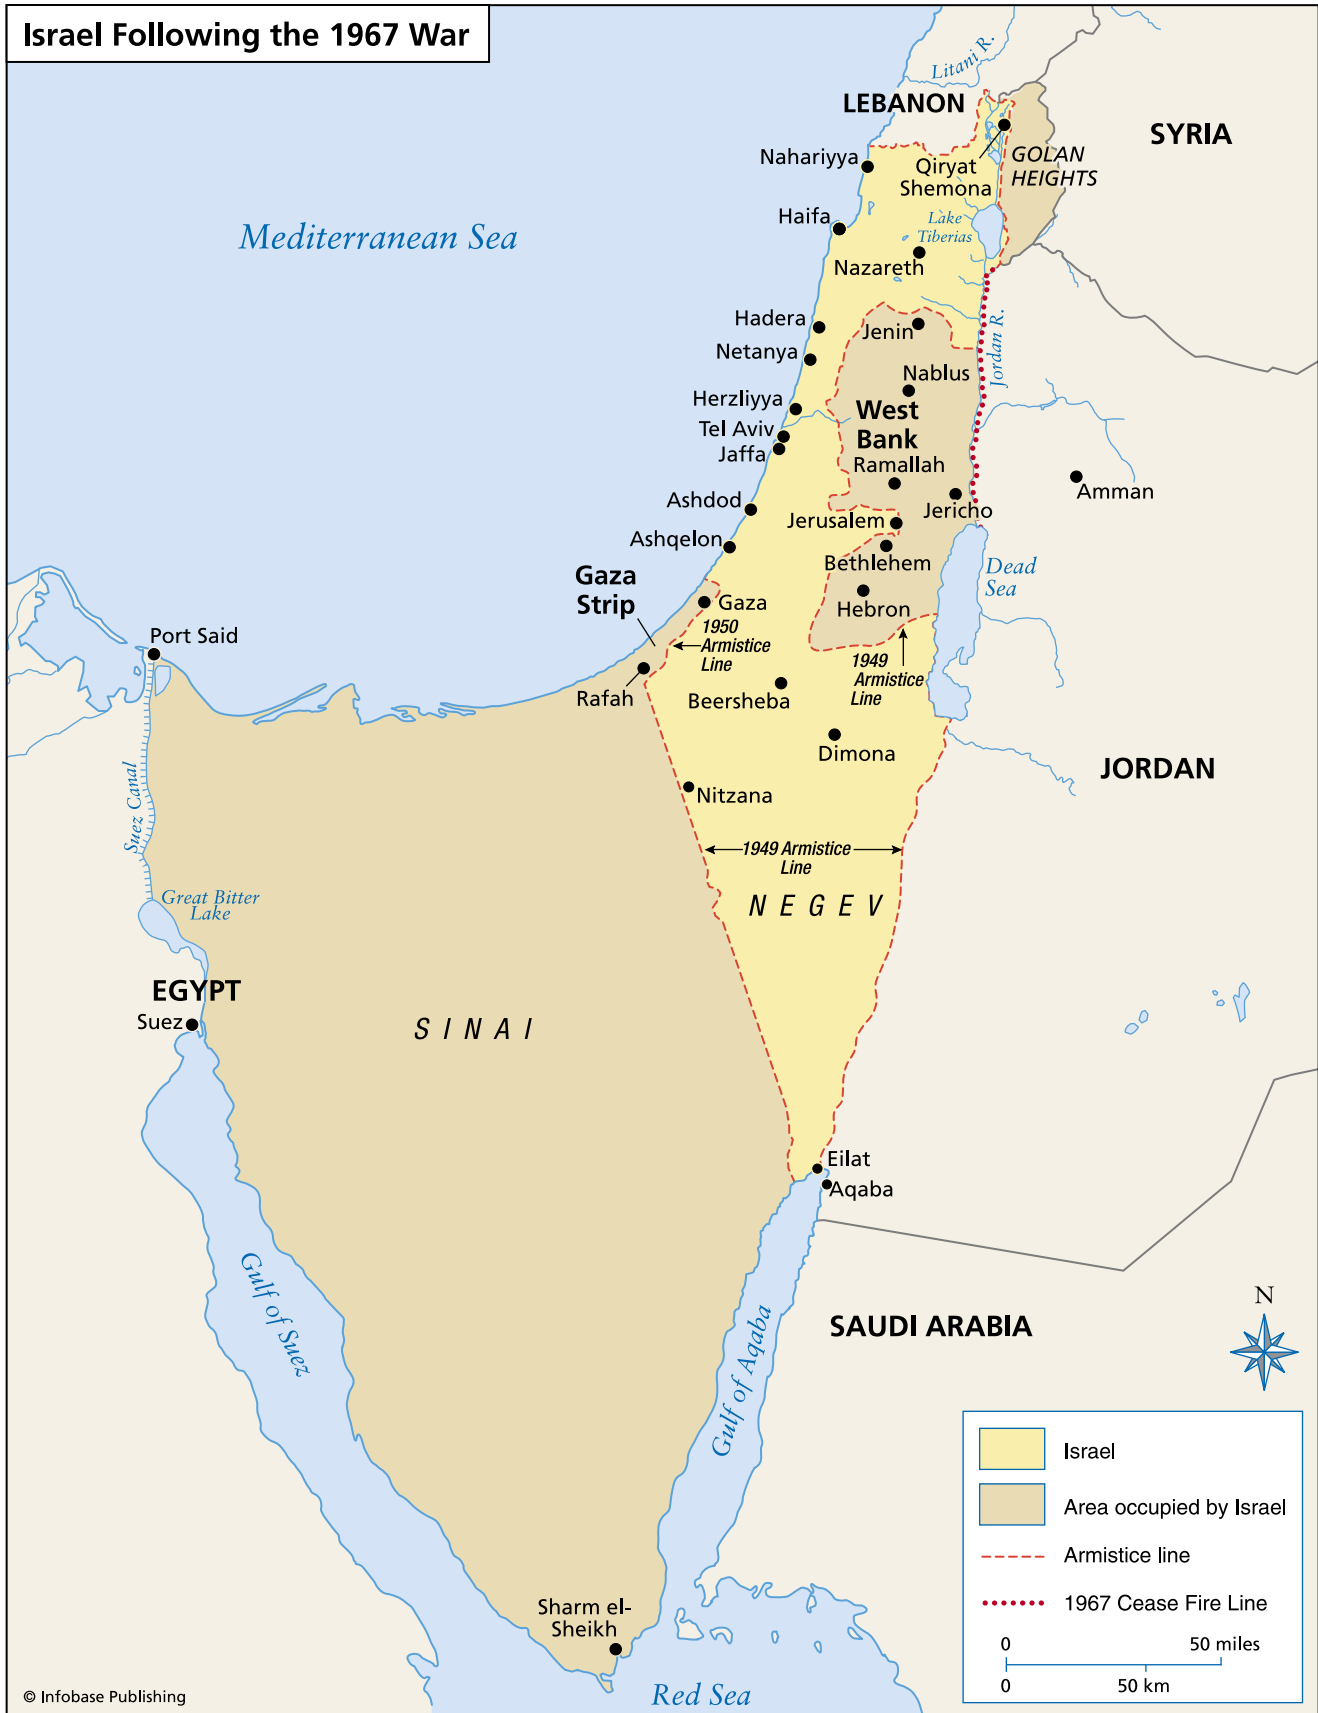 Israel Following the 1967 War
Litani R.
LEBANON
SYRIA
Nahariyya
Qiryat
Shemona
GOLAN
HEIGHTS
Haifa
Lake
Tiberias
Mediterranean Sea
Nazareth
Hadera
Jenin
Jordan R.
Netanya
Nablus
Herzliyya
West
Bank
Tel Aviv
Jaffa
Ramallah
Amman
Ashdod
Jericho
Jerusalem
Ashqelon
Bethlehem
Dead
Sea
Gaza
Strip
Gaza
Hebron
1950
Armistice
Line
Port Said
1949
Armistice
Line
Rafah
Beersheba
Dimona
JORDAN
Suez Canal
Nitzana
1949 Armistice
Line
Great Bitter
Lake
NEGEV
EGYPT
Suez
SINAI
Eilat
Aqaba
Gulf of Suez
Gulf of Aqaba
SAUDI ARABIA
N
Israel
Area occupied by Israel
Armistice line
1967 Cease Fire Line
0 50 miles
0 50 km
Sharm el-
Sheikh
Red Sea
© Infobase Publishing